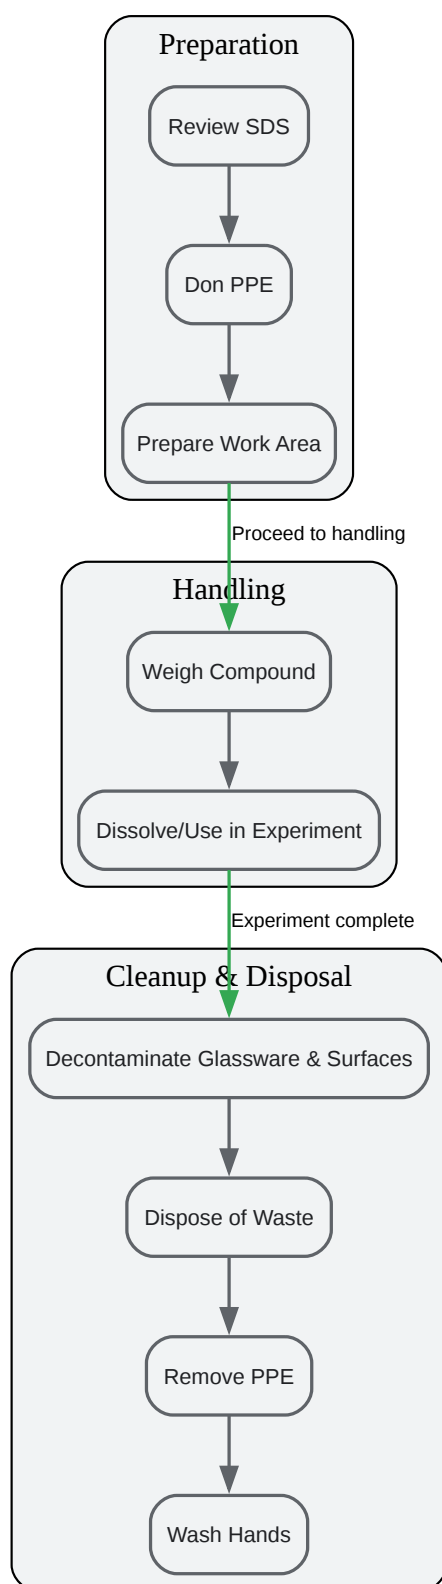 Preparation
Review SDS
Don PPE
Prepare Work Area
Proceed to handling
Handling
Weigh Compound
Dissolve/Use in Experiment
Experiment complete
Cleanup & Disposal
Decontaminate Glassware & Surfaces
Dispose of Waste
Remove PPE
Wash Hands